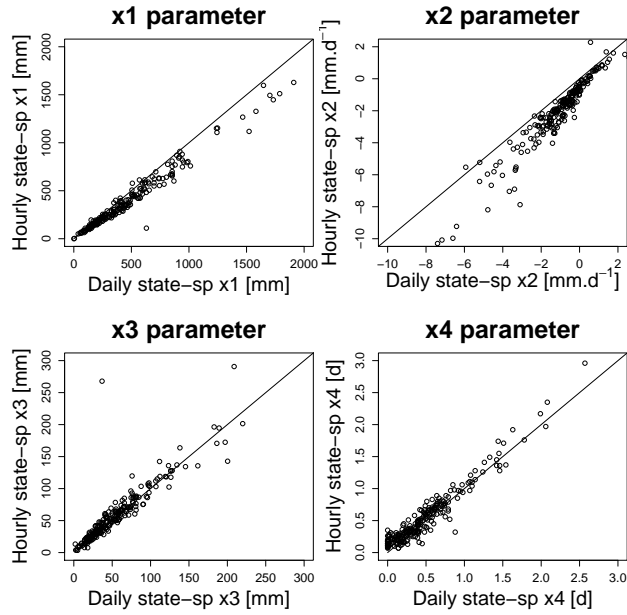 x1 parameter
Hourly state−sp x1 [mm]
0 500 1000 1500 2000
0 500 1000 1500 2000
Daily state−sp x1 [mm]
x2 parameter
Hourly state−sp x2 [mm.d⁻¹]
−10 −8 −6 −4 −2 0 2
−10 −8 −6 −4 −2 0 2
Daily state−sp x2 [mm.d⁻¹]
x3 parameter
Hourly state−sp x3 [mm]
0 50 100 150 200 300
0 50 100 150 200 250 300
Daily state−sp x3 [mm]
x4 parameter
Hourly state−sp x4 [d]
0.0 0.5 1.0 1.5 2.0 2.5 3.0
0.0 0.5 1.0 1.5 2.0 2.5 3.0
Daily state−sp x4 [d]